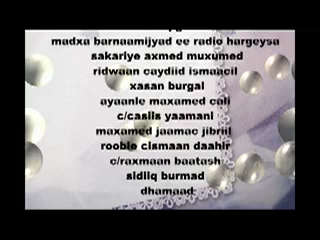 madxa barnaamijyad ee radio hargeysa
sakariye axmed muxumed
ridwaan caydiid ismaaciil
xasan burgal
ayaanle maxamed cali
c/casiis yaamani
maxamed jaamac jibriil
rooble cismaan daahir
c/raxmaan baatash
sidiiq burmad
dhamaad: